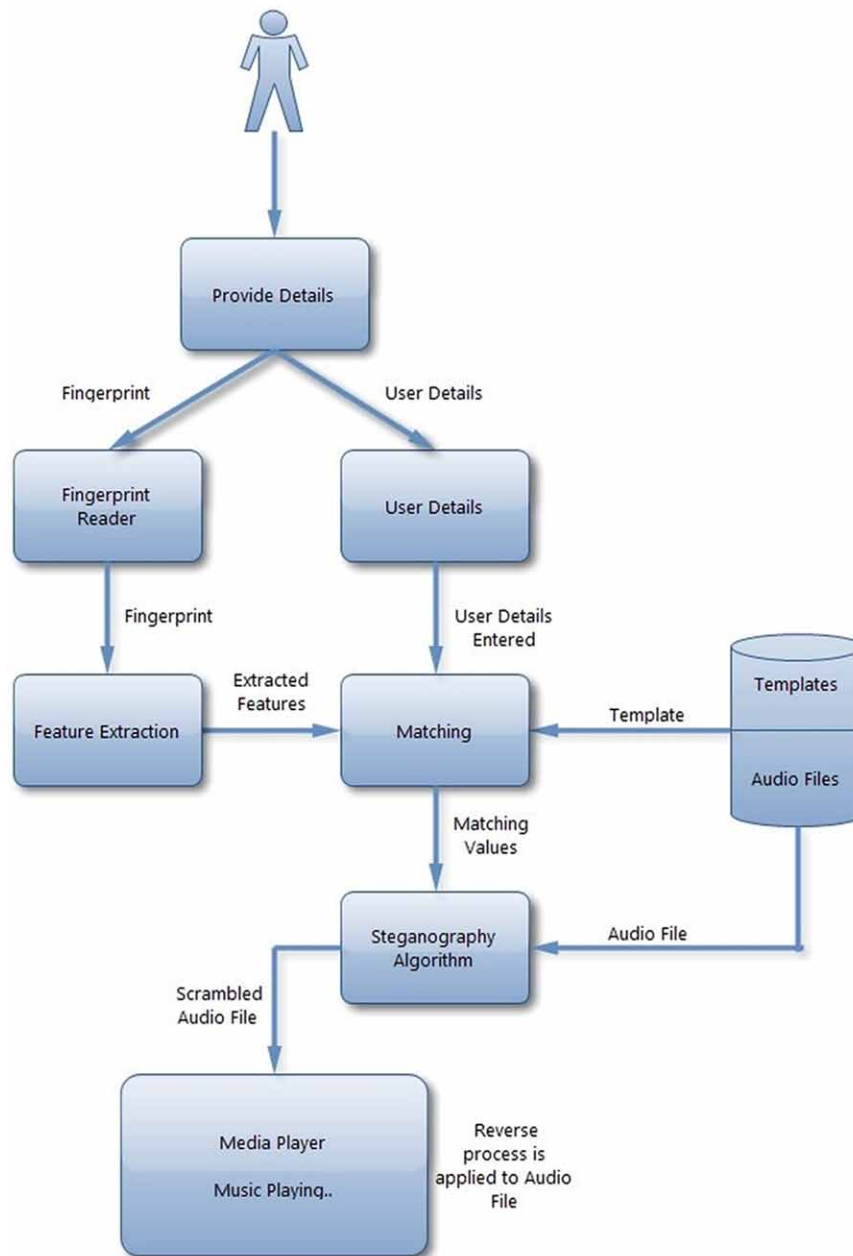 Provide Details
Fingerprint
User Details
Fingerprint
Reader
User Details
Fingerprint
User Details
Entered
Extracted
Features
Feature Extraction
Matching
Template
Templates
Audio Files
Matching
Values
Steganography
Algorithm
Audio File
Scrambled
Audio File
Media Player
Music Playing..
Reverse
process is
applied to Audio
File